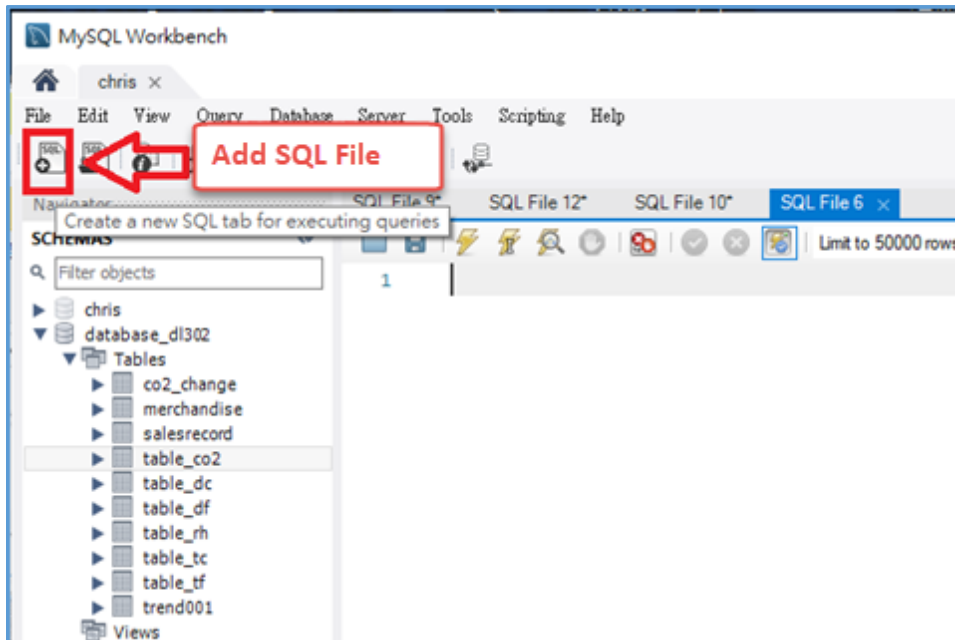 MySQL Workbench
chris
File Edit View Query Database Server Tools Scripting Help
SQL SQL
Add SQL File
Navigator SQL File 9* SQL File 12* SQL File 10* SQL File 6
Create a new SQL tab for executing queries
SCHEMAS
Limit to 50000 rows
Filter objects
1
chris
database_dl302
Tables
co2_change
merchandise
salesrecord
table_co2
table_dc
table_df
table_rh
table_tc
table_tf
trend001
Views